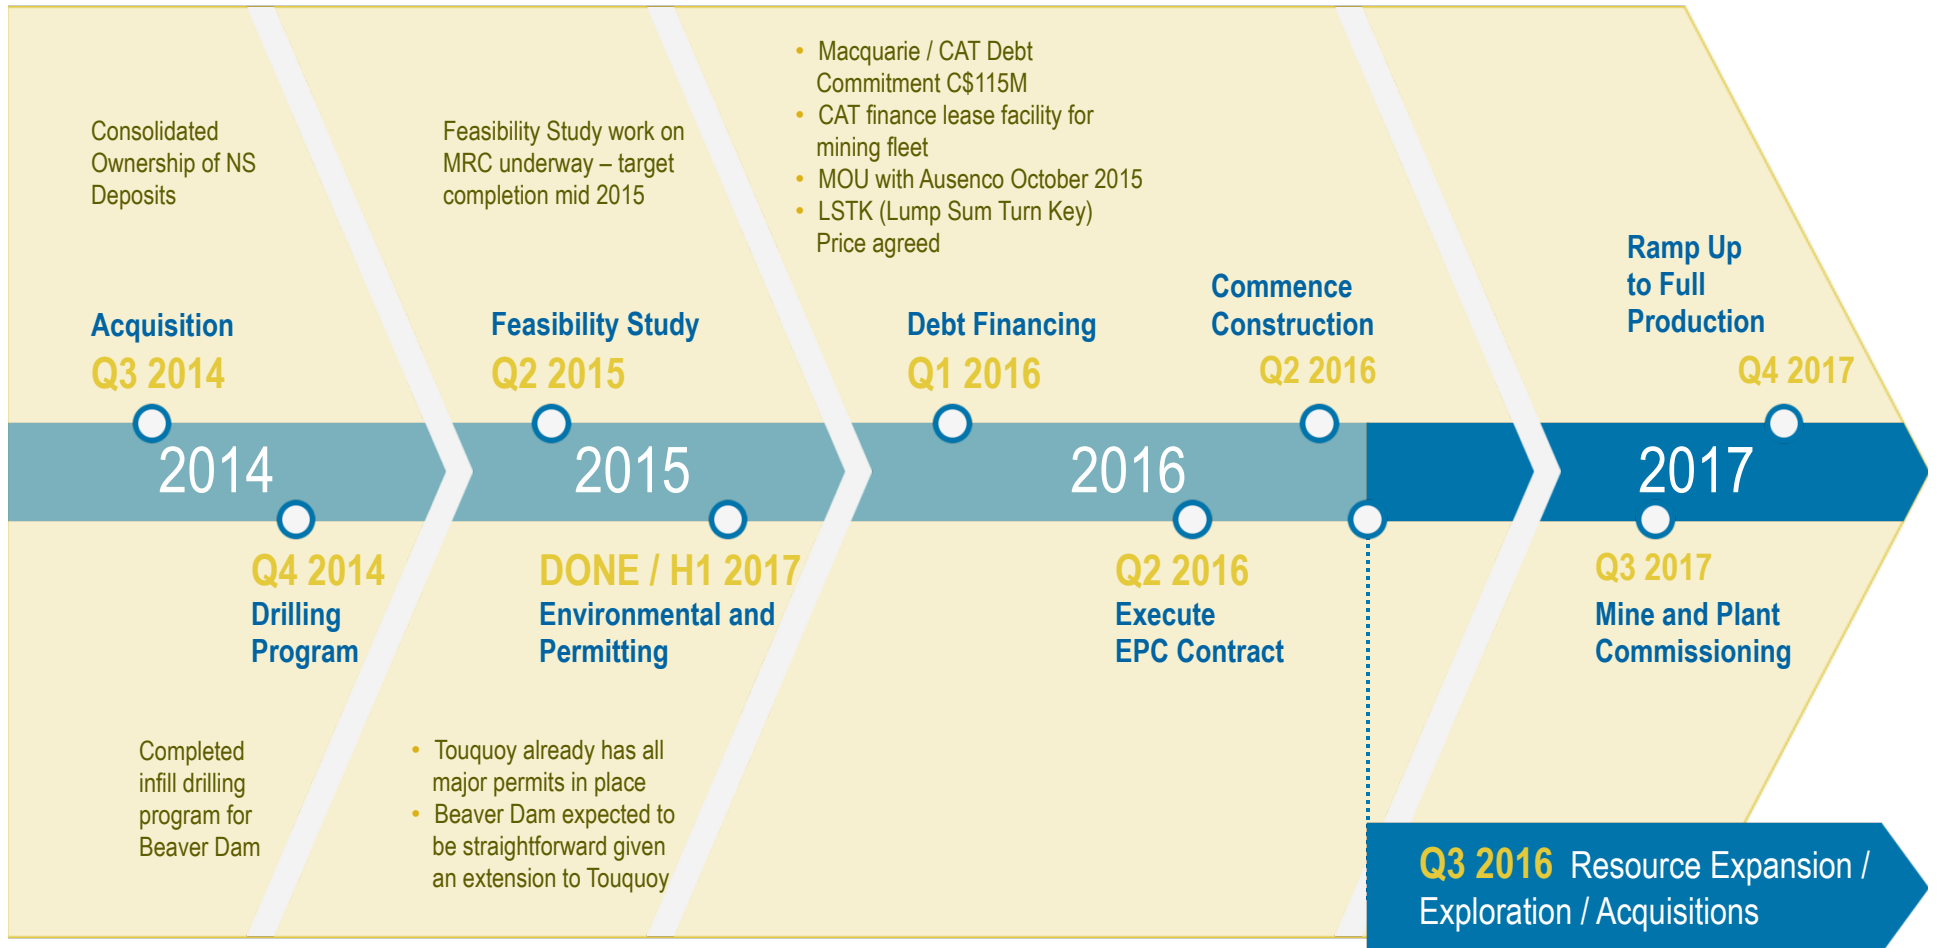 Consolidated
Ownership of NS
Deposits
Acquisition
Q3 2014
Feasibility Study work on
MRC underway – target
completion mid 2015
Feasibility Study
Q2 2015
• Macquarie / CAT Debt
Commitment C$115M
• CAT finance lease facility for
mining fleet
• MOU with Ausenco October 2015
• LSTK (Lump Sum Turn Key)
Price agreed
Debt Financing
Q1 2016
Commence
Construction
Q2 2016
Ramp Up
to Full
Production
Q4 2017
2014
2015
2016
2017
Q4 2014
Drilling
Program
Completed
infill drilling
program for
Beaver Dam
DONE / H1 2017
Environmental and
Permitting
• Touquoy already has all
major permits in place
• Beaver Dam expected to
be straightforward given
an extension to Touquoy
Q2 2016
Execute
EPC Contract
Q3 2017
Mine and Plant
Commissioning
Q3 2016 Resource Expansion /
Exploration / Acquisitions